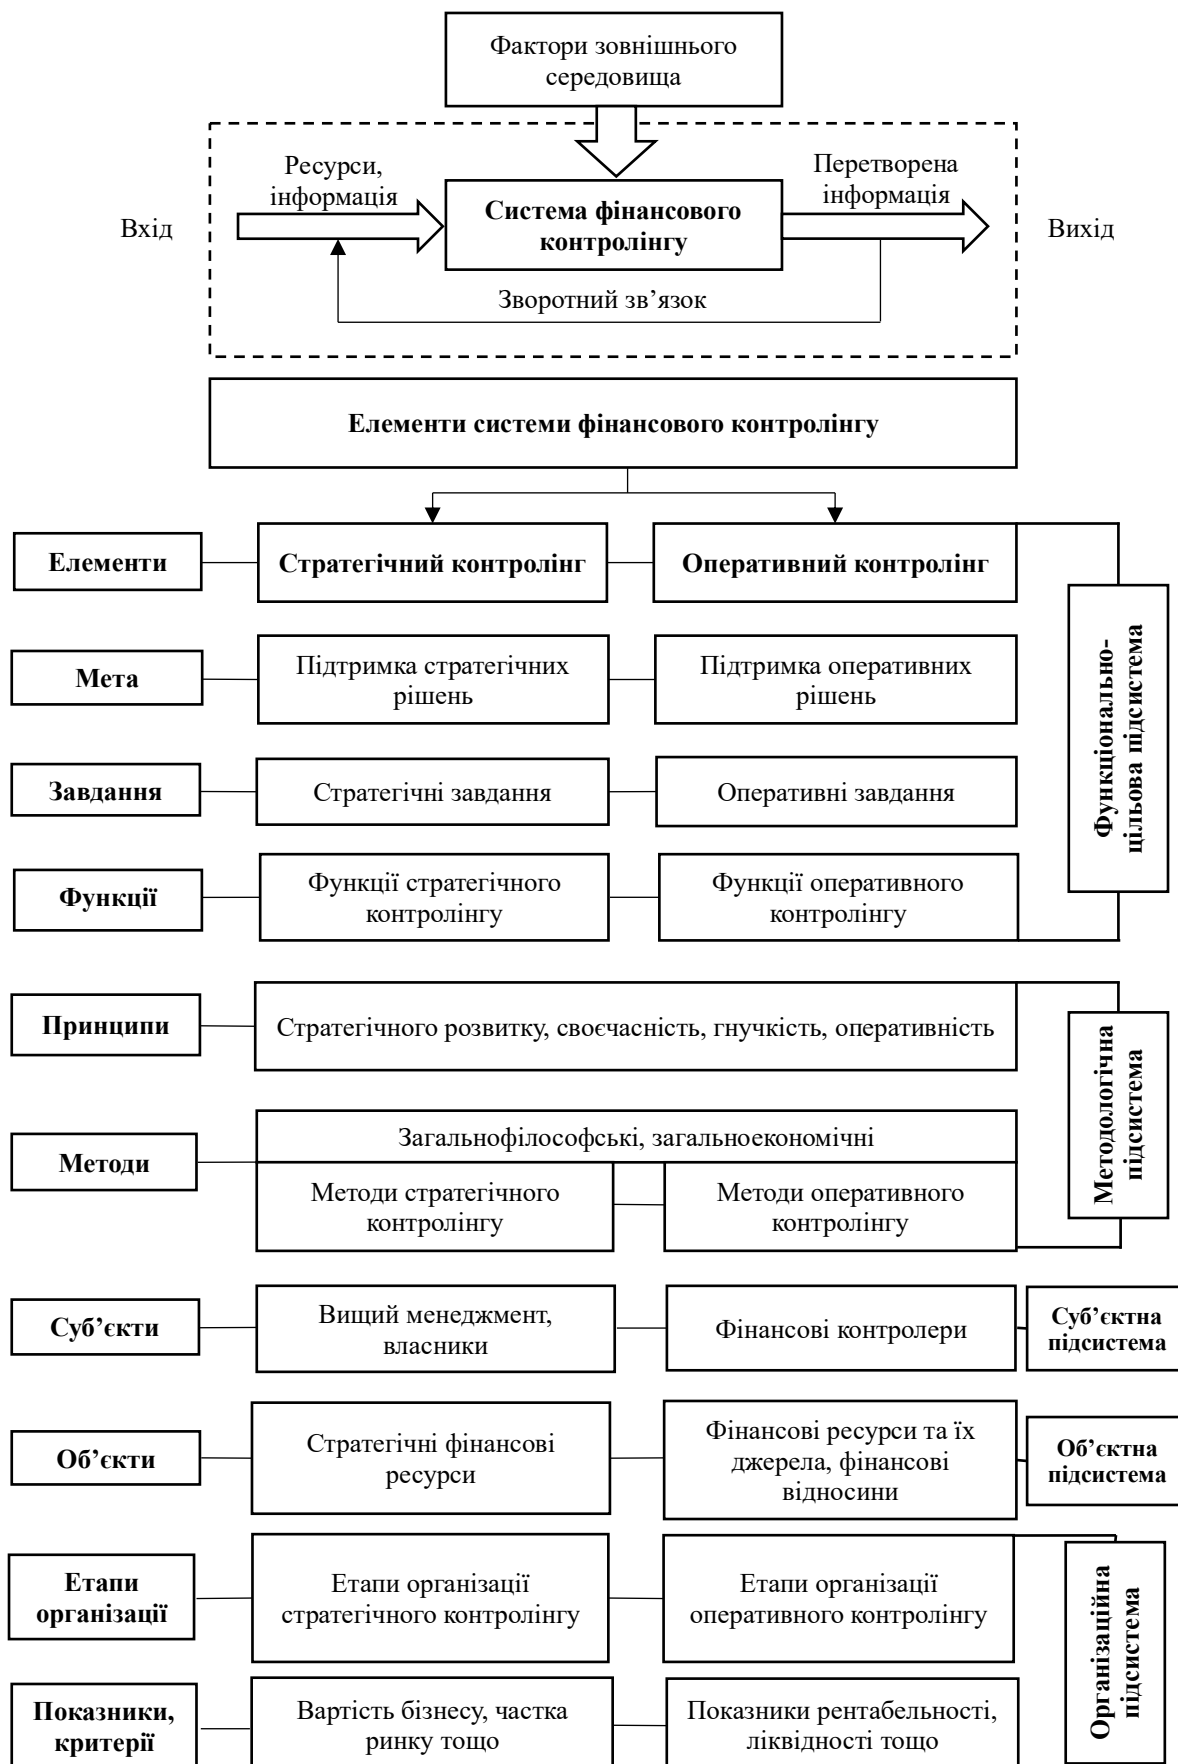 Фактори зовнішнього
середовища
Ресурси,
інформація
Перетворена
інформація
Вхід
Система фінансового
контролінгу
Вихід
Зворотний зв’язок
Елементи системи фінансового контролінгу
Елементи
Стратегічний контролінг
Оперативний контролінг
Функціонально-
цільова підсистема
Мета
Підтримка стратегічних
рішень
Підтримка оперативних
рішень
Завдання
Стратегічні завдання
Оперативні завдання
Функції
Функції стратегічного
контролінгу
Функції оперативного
контролінгу
Принципи
Стратегічного розвитку, своєчасність, гнучкість, оперативність
Методологічна
підсистема
Методи
Загальнофілософські, загальноекономічні
Методи стратегічного
контролінгу
Методи оперативного
контролінгу
Суб’єкти
Вищий менеджмент,
власники
Фінансові контролери
Суб’єктна
підсистема
Об’єкти
Стратегічні фінансові
ресурси
Фінансові ресурси та їх
джерела, фінансові
відносини
Об’єктна
підсистема
Етапи
організації
Етапи організації
стратегічного контролінгу
Етапи організації
оперативного контролінгу
Організаційна
підсистема
Показники,
критерії
Вартість бізнесу, частка
ринку тощо
Показники рентабельності,
ліквідності тощо